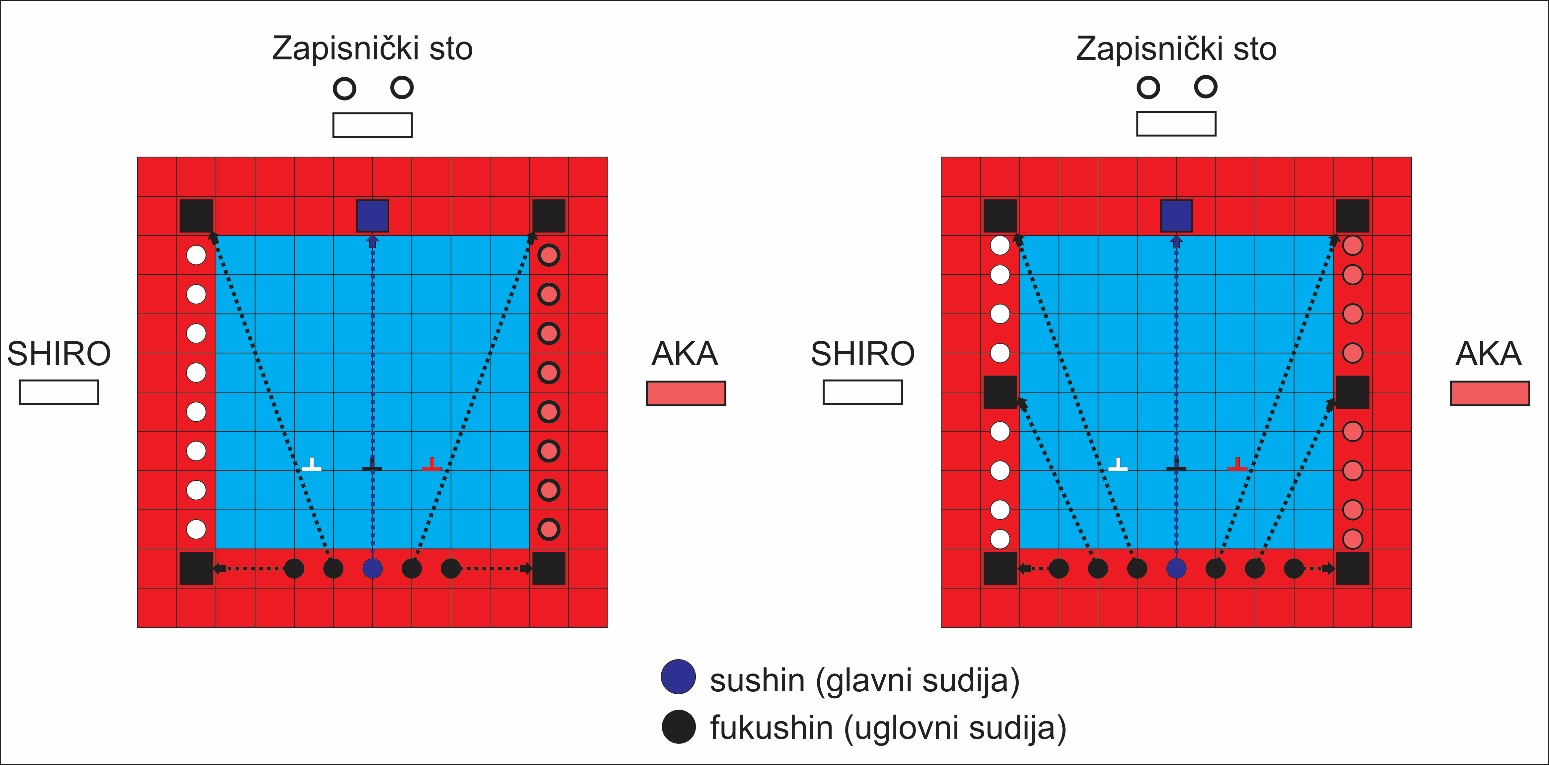 Zapisnički sto
Zapisnički sto
SHIRO
AKA
SHIRO
AKA
sushin (glavni sudija)
fukushin (uglovni sudija)